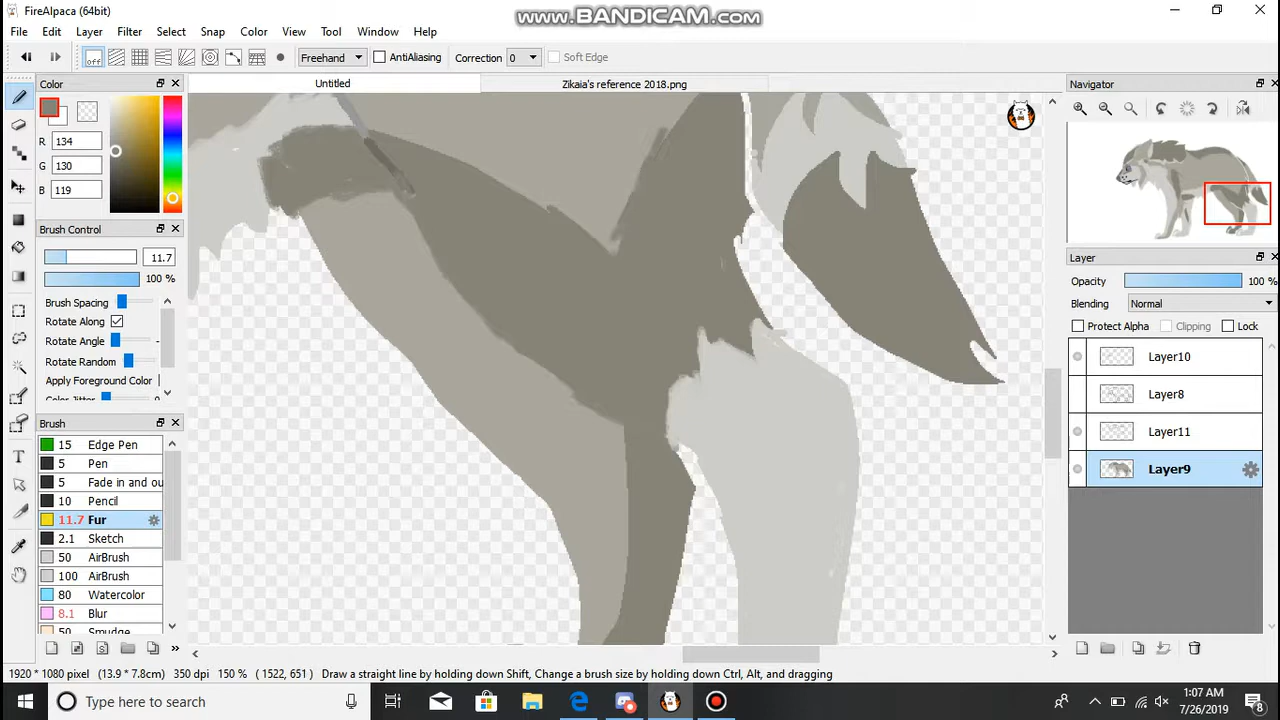 FireAlpaca (64bit)
www.BANDICAM.com
File Edit Layer Filter Select Snap Color View Tool Window Help
off Freehand AntiAliasing Correction 0 Soft Edge
Color Untitled Zikaia's reference 2018.png Navigator
R 134
G 130
B 119
Brush Control
11.7
100 %
Brush Spacing
Rotate Along
Rotate Angle -
Rotate Random
Apply Foreground Color
Color Jitter
Layer
Opacity 100 %
Blending Normal
Protect Alpha Clipping Lock
Layer10
Layer8
Layer11
Layer9
Brush
15 Edge Pen
5 Pen
5 Fade in and ou
10 Pencil
11.7 Fur
2.1 Sketch
50 AirBrush
100 AirBrush
80 Watercolor
8.1 Blur
50 Smudge
1920 * 1080 pixel (13.9 * 7.8cm) 350 dpi 150 % ( 1522, 651 ) Draw a straight line by holding down Shift, Change a brush size by holding down Ctrl, Alt, and dragging
Type here to search
1:07 AM
7/26/2019
8